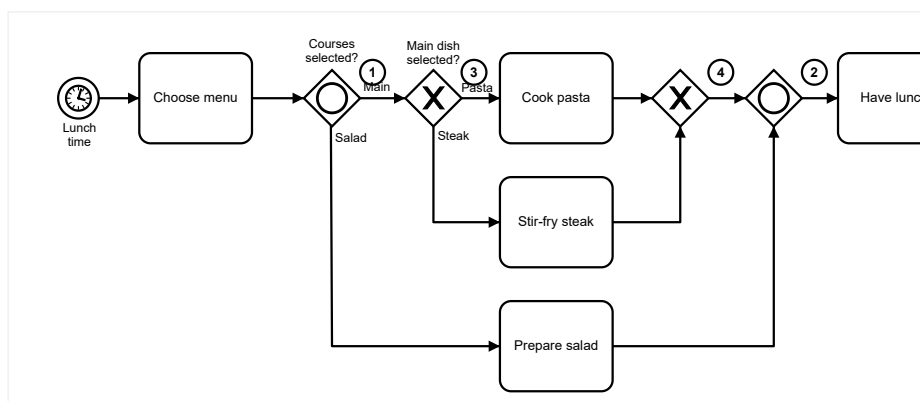 Courses
selected?
Main dish
selected?
1
3
4
2
Main
Pasta
Choose menu
Cook pasta
Have lunc
Lunch
time
Salad
Steak
Stir-fry steak
Prepare salad